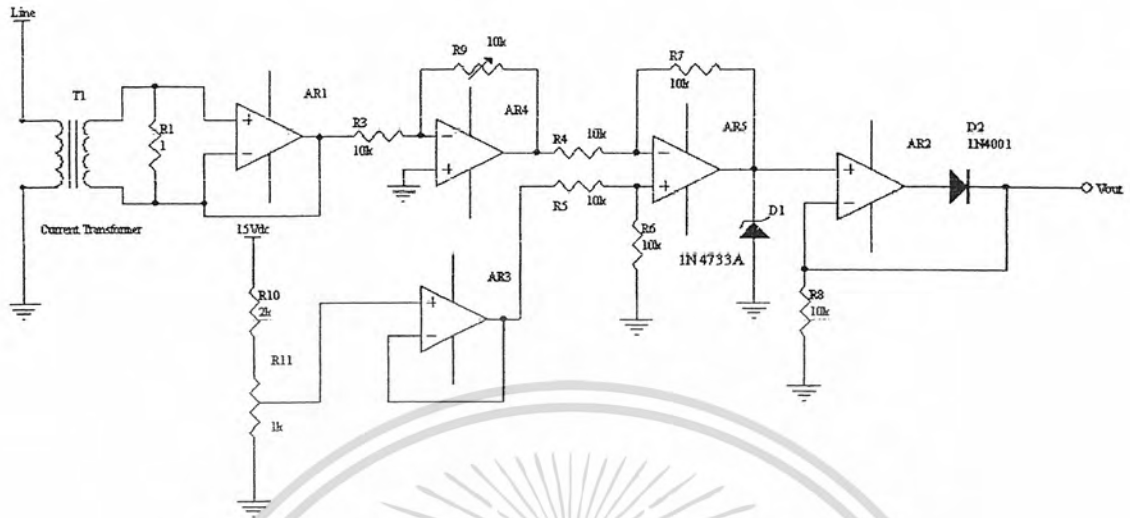 Line
T1
R1
1
Current Transformer
AR1
R3
10k
R9
10k
AR4
R4
10k
R5
10k
R6
10k
R7
10k
AR5
D1
1N4733A
AR2
D2
1N4001
Vout
R8
10k
15Vdc
R10
2k
R11
1k
AR3